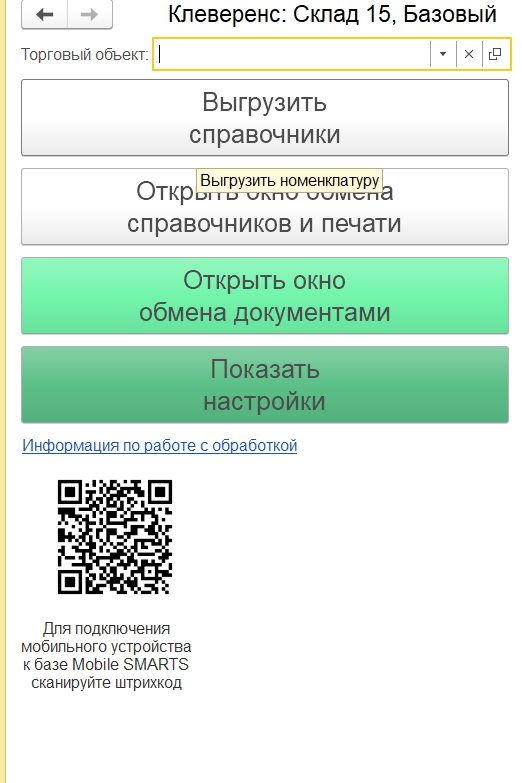 Клеверенс: Склад 15, Базовый
Торговый объект:
Выгрузить
справочники
Выгрузить номенклатуру
Открыть окно обмена
справочников и печати
Открыть окно
обмена документами
Показать
настройки
Информация по работе с обработкой
Для подключения
мобильного устройства
к базе Mobile SMARTS
сканируйте штрихкод